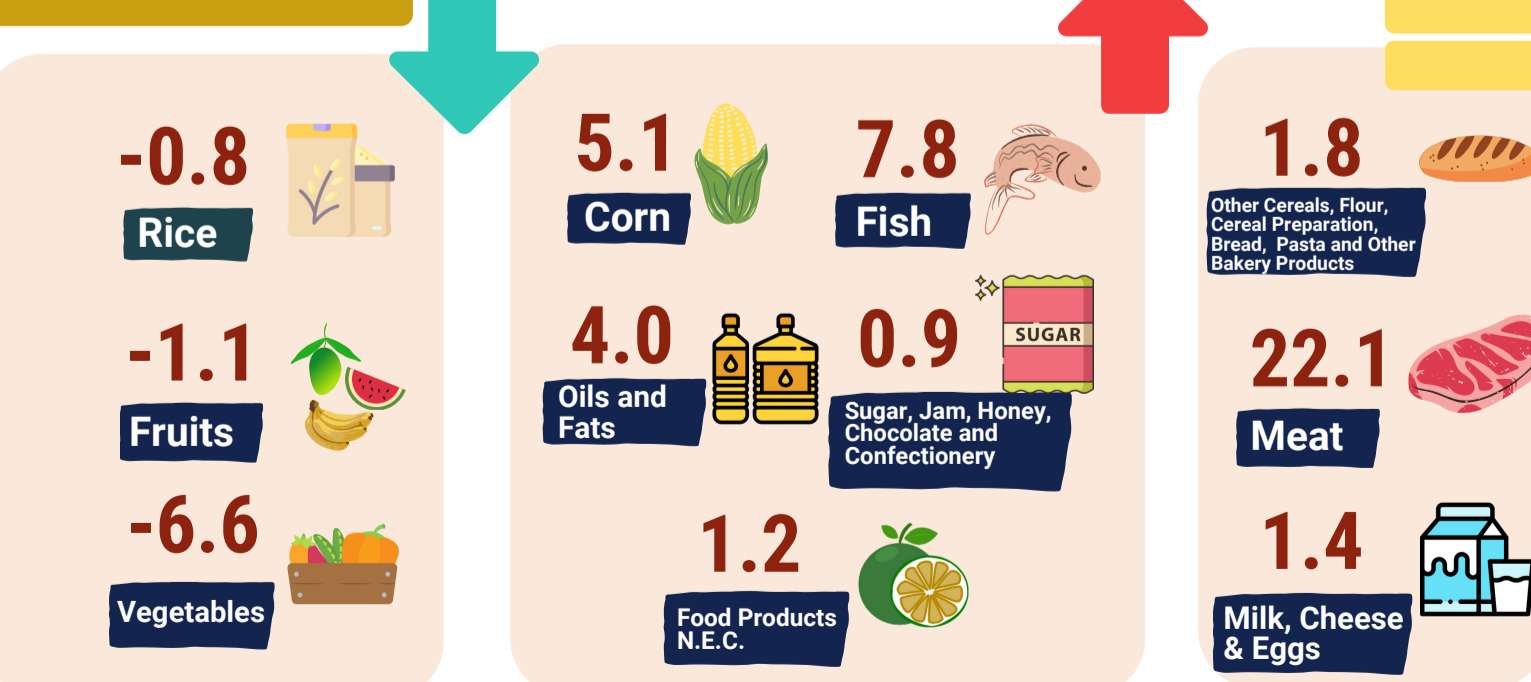 -0.8
Rice
-1.1
Fruits
-6.6
Vegetables
5.1
Corn
7.8
Fish
4.0
Oils and
Fats
0.9
SUGAR
Sugar, Jam, Honey,
Chocolate and
Confectionery
1.2
Food Products
N.E.C.
1.8
Other Cereals, Flour,
Cereal Preparation,
Bread, Pasta and Other
Bakery Products
22.1
Meat
1.4
Milk, Cheese
& Eggs